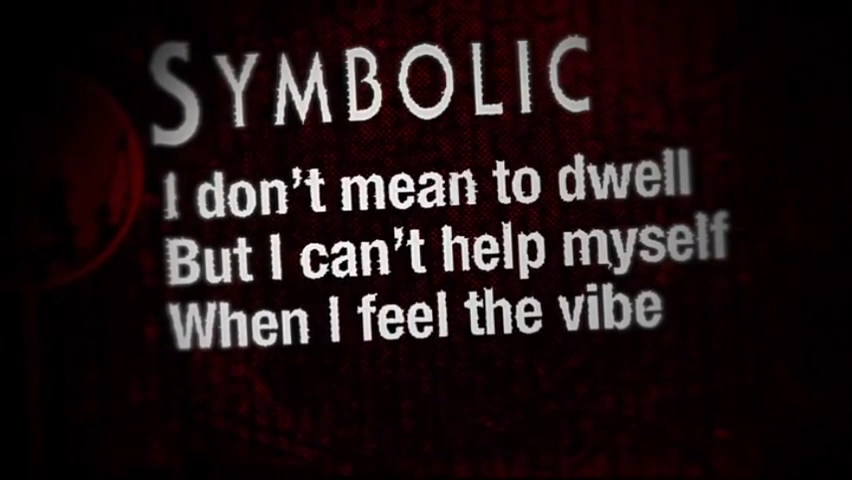 SYMBOLIC
I don't mean to dwell
But I can't help myself
When I feel the vibe